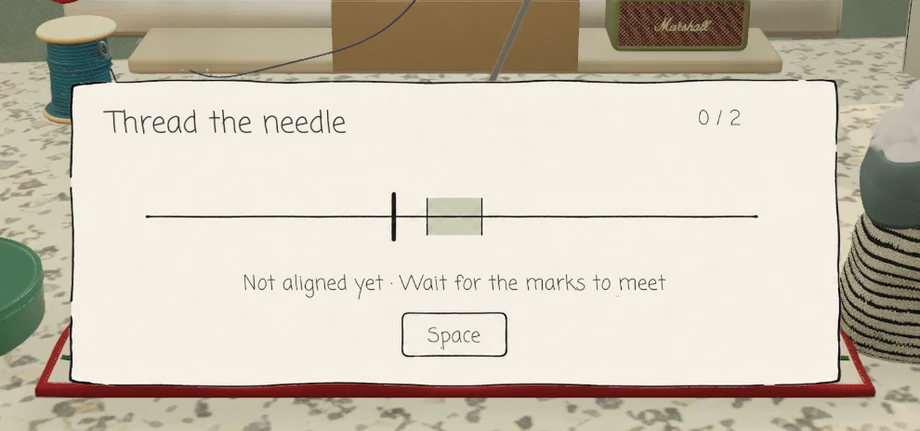 Marshall
Thread the needle
0 / 2
Not aligned yet · Wait for the marks to meet
Space